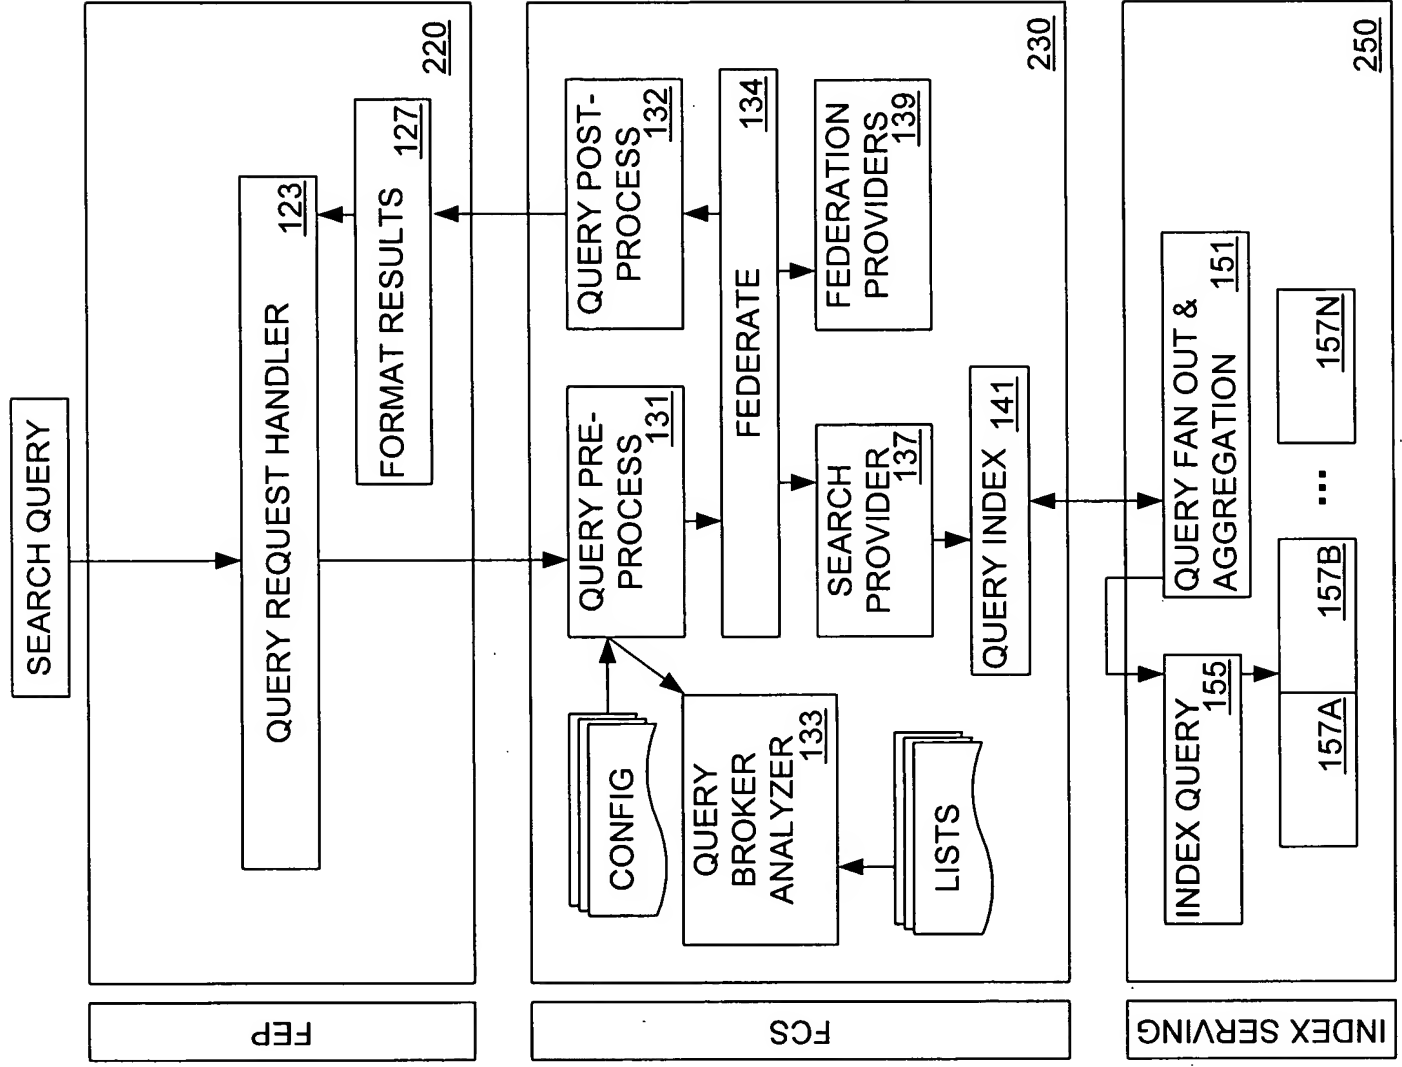 SEARCH QUERY
FEP
220
QUERY REQUEST HANDLER
123
FORMAT RESULTS
127
FCS
230
CONFIG
QUERY PRE-
PROCESS
131
QUERY POST-
PROCESS
132
QUERY
BROKER
ANALYZER
133
FEDERATE
134
LISTS
SEARCH
PROVIDER
137
FEDERATION
PROVIDERS
139
QUERY INDEX
141
INDEX SERVING
250
INDEX QUERY
155
QUERY FAN OUT &
AGGREGATION
151
157A
157B
...
157N